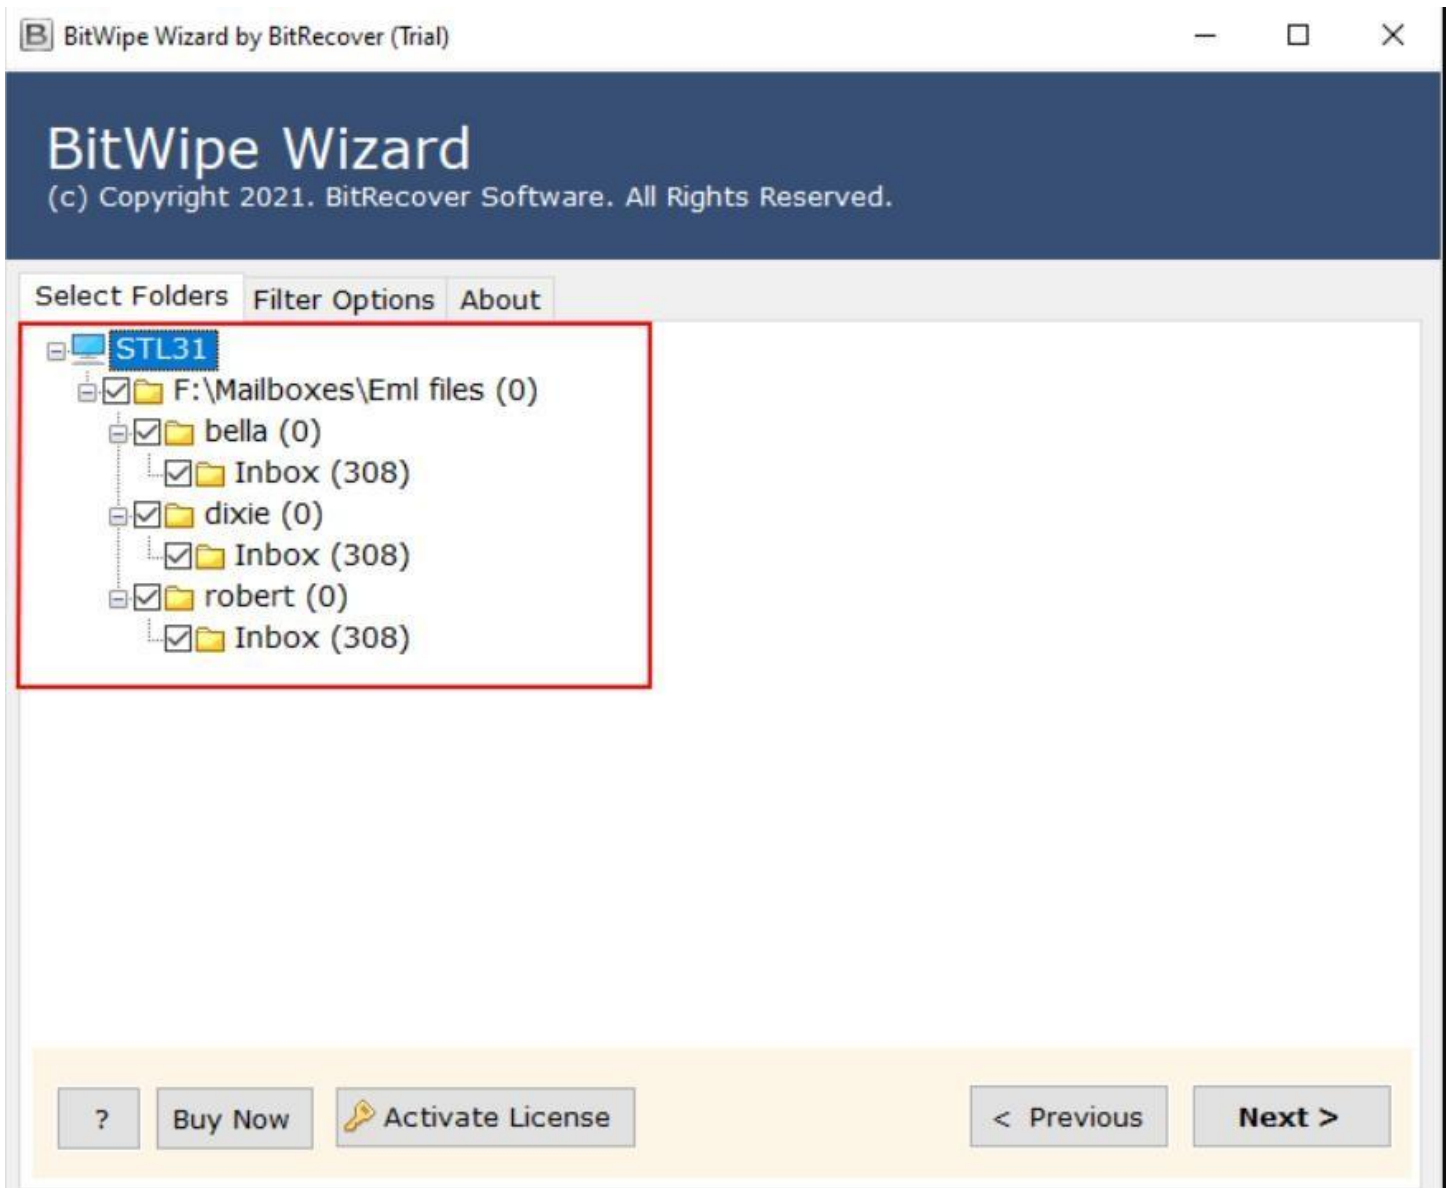 BitWipe Wizard by BitRecover (Trial)
BitWipe Wizard
(c) Copyright 2021. BitRecover Software. All Rights Reserved.
Select Folders Filter Options About
STL31
F:\Mailboxes\Eml files (0)
bella (0)
Inbox (308)
dixie (0)
Inbox (308)
robert (0)
Inbox (308)
? Buy Now Activate License < Previous Next >